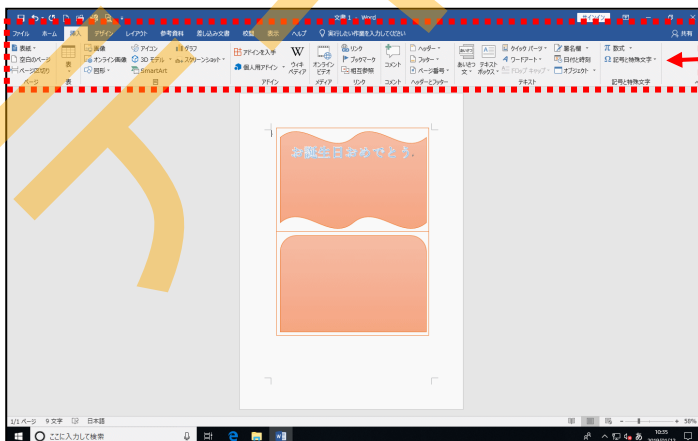 文書 1 - Word
サインイン
ファイル ホーム 挿入 デザイン レイアウト 参考資料 差し込み文書 校閲 表示 ヘルプ 実行したい作業を入力してください 共有
表紙
空白のページ
ページ区切り
ページ
表
表
画像
オンライン画像
図形
アイコン
3D モデル
SmartArt
グラフ
スクリーンショット
図
アドインを入手
個人用アドイン
ウィキペディア
アドイン
オンライン ビデオ
メディア
リンク
ブックマーク
相互参照
リンク
コメント
コメント
ヘッダー
フッター
ページ番号
ヘッダーとフッター
あいさつ文
テキスト ボックス
クイック パーツ
ワードアート
ドロップ キャップ
署名欄
日付と時刻
オブジェクト
テキスト
π 数式
Ω 記号と特殊文字
記号と特殊文字
お誕生日おめでとう
1/1 ページ 9 文字 日本語
50%
ここに入力して検索
あ
10:35